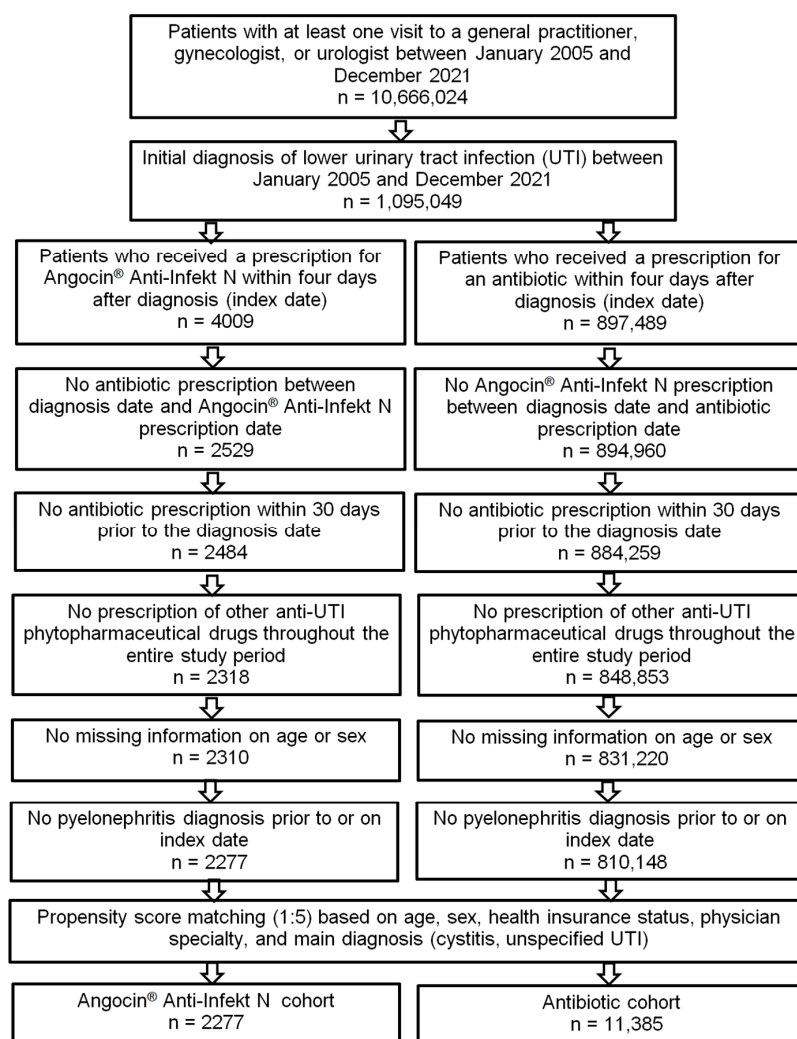 Patients with at least one visit to a general practitioner,
gynecologist, or urologist between January 2005 and
December 2021
n = 10,666,024
Initial diagnosis of lower urinary tract infection (UTI) between
January 2005 and December 2021
n = 1,095,049
Patients who received a prescription for
Angocin® Anti-Infekt N within four days
after diagnosis (index date)
n = 4009
Patients who received a prescription for
an antibiotic within four days after
diagnosis (index date)
n = 897,489
No antibiotic prescription between
diagnosis date and Angocin® Anti-Infekt N
prescription date
n = 2529
No Angocin® Anti-Infekt N prescription
between diagnosis date and antibiotic
prescription date
n = 894,960
No antibiotic prescription within 30 days
prior to the diagnosis date
n = 2484
No antibiotic prescription within 30 days
prior to the diagnosis date
n = 884,259
No prescription of other anti-UTI
phytopharmaceutical drugs throughout the
entire study period
n = 2318
No prescription of other anti-UTI
phytopharmaceutical drugs throughout the
entire study period
n = 848,853
No missing information on age or sex
n = 2310
No missing information on age or sex
n = 831,220
No pyelonephritis diagnosis prior to or on
index date
n = 2277
No pyelonephritis diagnosis prior to or on
index date
n = 810,148
Propensity score matching (1:5) based on age, sex, health insurance status, physician
specialty, and main diagnosis (cystitis, unspecified UTI)
Angocin® Anti-Infekt N cohort
n = 2277
Antibiotic cohort
n = 11,385